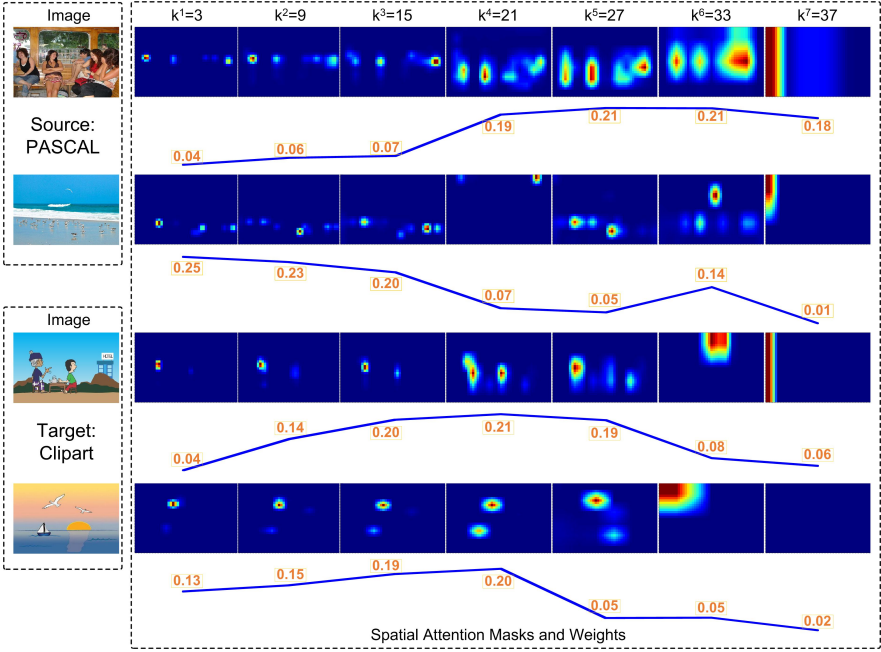 Image k¹=3 k²=9 k³=15 k⁴=21 k⁵=27 k⁶=33 k⁷=37
Source:
PASCAL
0.04 0.06 0.07 0.19 0.21 0.21 0.18
0.25 0.23 0.20 0.07 0.05 0.14 0.01
Image
HOTEL
Target:
Clipart
0.04 0.14 0.20 0.21 0.19 0.08 0.06
0.13 0.15 0.19 0.20 0.05 0.05 0.02
Spatial Attention Masks and Weights